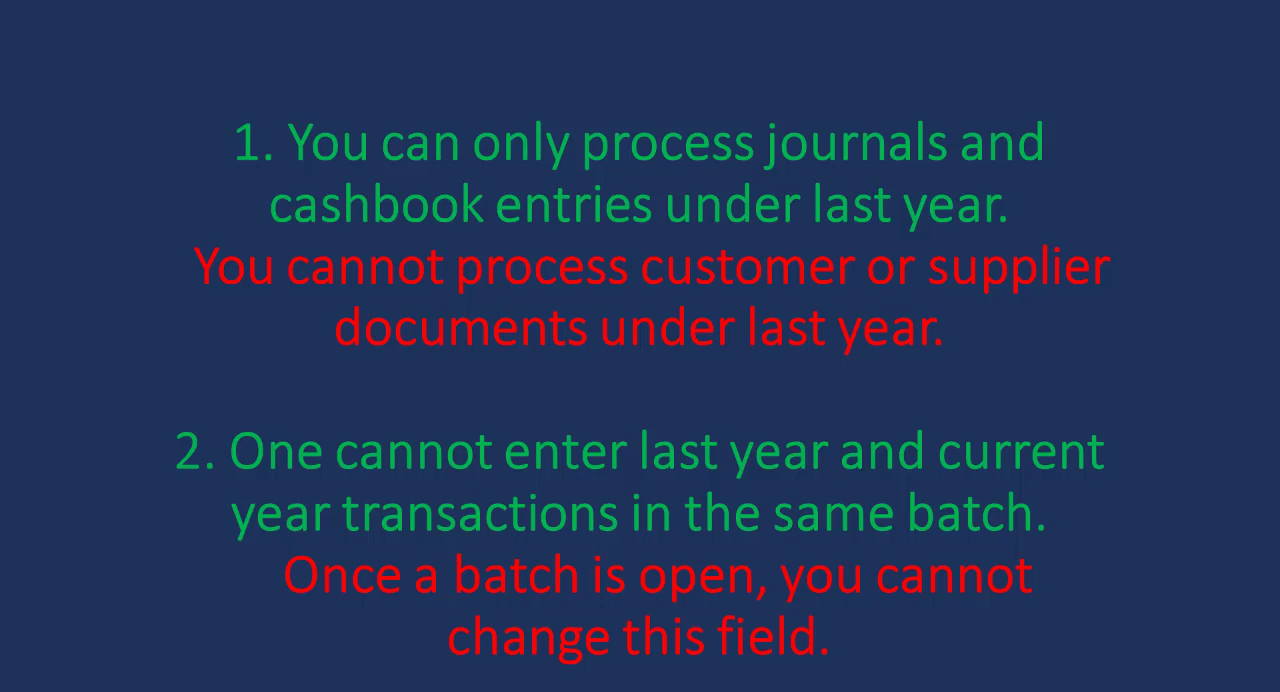 1. You can only process journals and
cashbook entries under last year.
You cannot process customer or supplier
documents under last year.
2. One cannot enter last year and current
year transactions in the same batch.
Once a batch is open, you cannot
change this field.